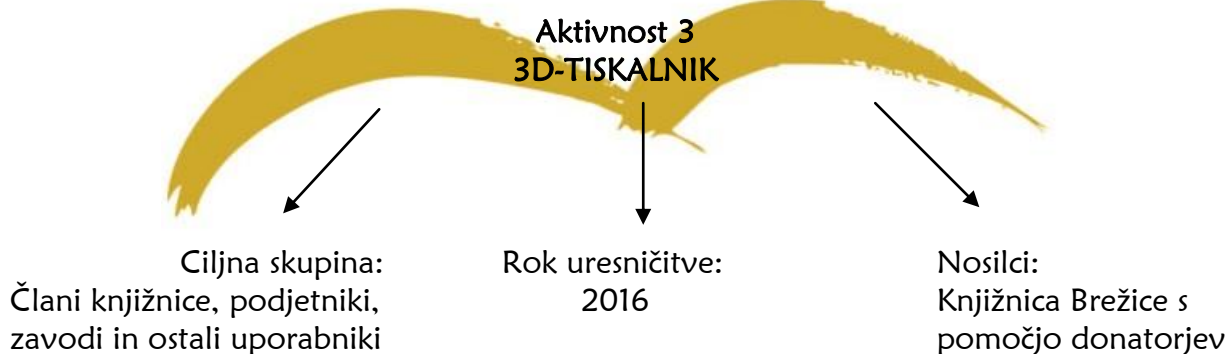 Aktivnost 3
3D-TISKALNIK
Ciljna skupina:
Člani knjižnice, podjetniki,
zavodi in ostali uporabniki
Rok uresničitve:
2016
Nosilci:
Knjižnica Brežice s
pomočjo donatorjev